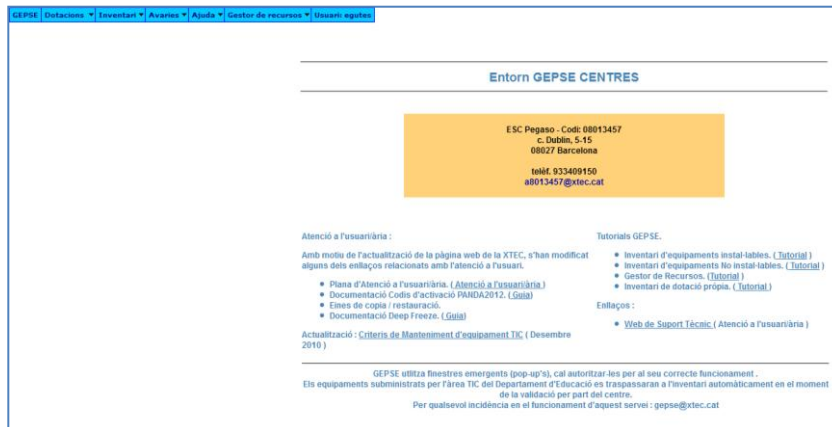 GEPSE Dotacions Inventari Avaries Ajuda Gestor de recursos Usuari: ogutes
Entorn GEPSE CENTRES
ESC Pegaso - Codi: 08013457
c. Dublin, 5-15
08027 Barcelona
telèf. 933409150
a8013457@xtec.cat
Atenció a l'usuari/ària :
Amb motiu de l'actualització de la pàgina web de la XTEC, s'han modificat
alguns dels enllaços relacionats amb l'atenció a l'usuari.
Plana d'Atenció a l'usuari/ària. ( Atenció a l'usuari/ària )
Documentació Codis d'activació PANDA2012. ( Guia)
Eines de copia / restauració.
Documentació Deep Freeze. ( Guia)
Actualització : Criteris de Manteniment d'equipament TIC ( Desembre
2010 )
Tutorials GEPSE.
Inventari d'equipaments instal·lables. ( Tutorial )
Inventari d'equipaments No instal·lables. ( Tutorial )
Gestor de Recursos. (Tutorial )
Inventari de dotació pròpia. ( Tutorial )
Enllaços :
Web de Suport Tècnic ( Atenció a l'usuari/ària )
GEPSE utlitza finestres emergents (pop-up's), cal autoritzar-les per al seu correcte funcionament .
Els equipaments subministrats per l'àrea TIC del Departament d'Educació es traspassaran a l'inventari automàticament en el moment
de la validació per part del centre.
Per qualsevol incidència en el funcionament d'aquest servei : gepse@xtec.cat